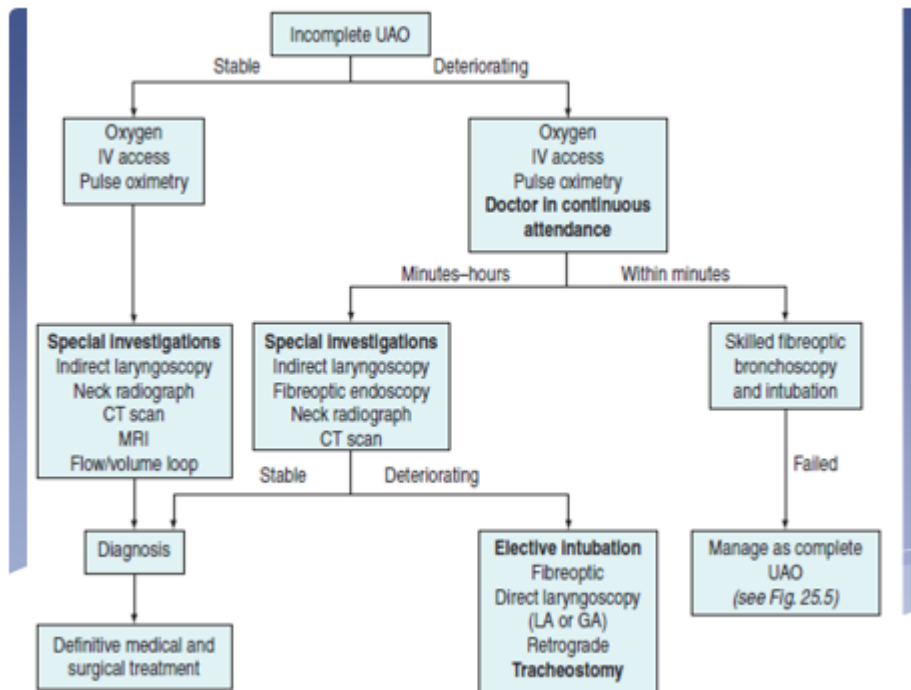 Incomplete UAO
Stable
Deteriorating
Oxygen
IV access
Pulse oximetry
Oxygen
IV access
Pulse oximetry
Doctor in continuous
attendance
Minutes–hours
Within minutes
Special investigations
Indirect laryngoscopy
Neck radiograph
CT scan
MRI
Flow/volume loop
Special investigations
Indirect laryngoscopy
Fibreoptic endoscopy
Neck radiograph
CT scan
Skilled fibreoptic
bronchoscopy
and intubation
Stable
Deteriorating
Failed
Diagnosis
Elective intubation
Fibreoptic
Direct laryngoscopy
(LA or GA)
Retrograde
Tracheostomy
Manage as complete
UAO
(see Fig. 25.5)
Definitive medical and
surgical treatment